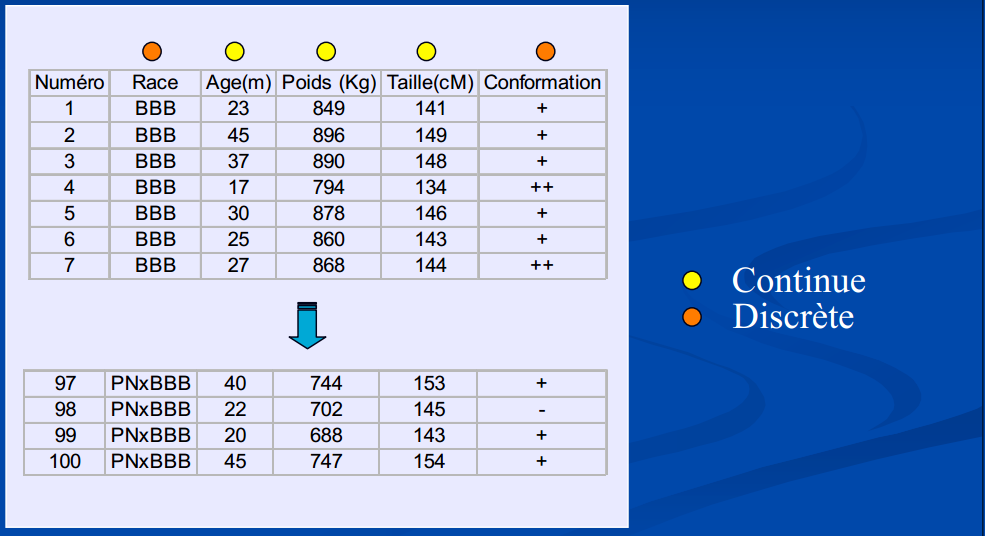 Numéro Race Age(m) Poids (Kg) Taille(cM) Conformation
1 BBB 23 849 141 +
2 BBB 45 896 149 +
3 BBB 37 890 148 +
4 BBB 17 794 134 ++
5 BBB 30 878 146 +
6 BBB 25 860 143 +
7 BBB 27 868 144 ++
97 PNxBBB 40 744 153 +
98 PNxBBB 22 702 145 -
99 PNxBBB 20 688 143 +
100 PNxBBB 45 747 154 +
Continue
Discrète